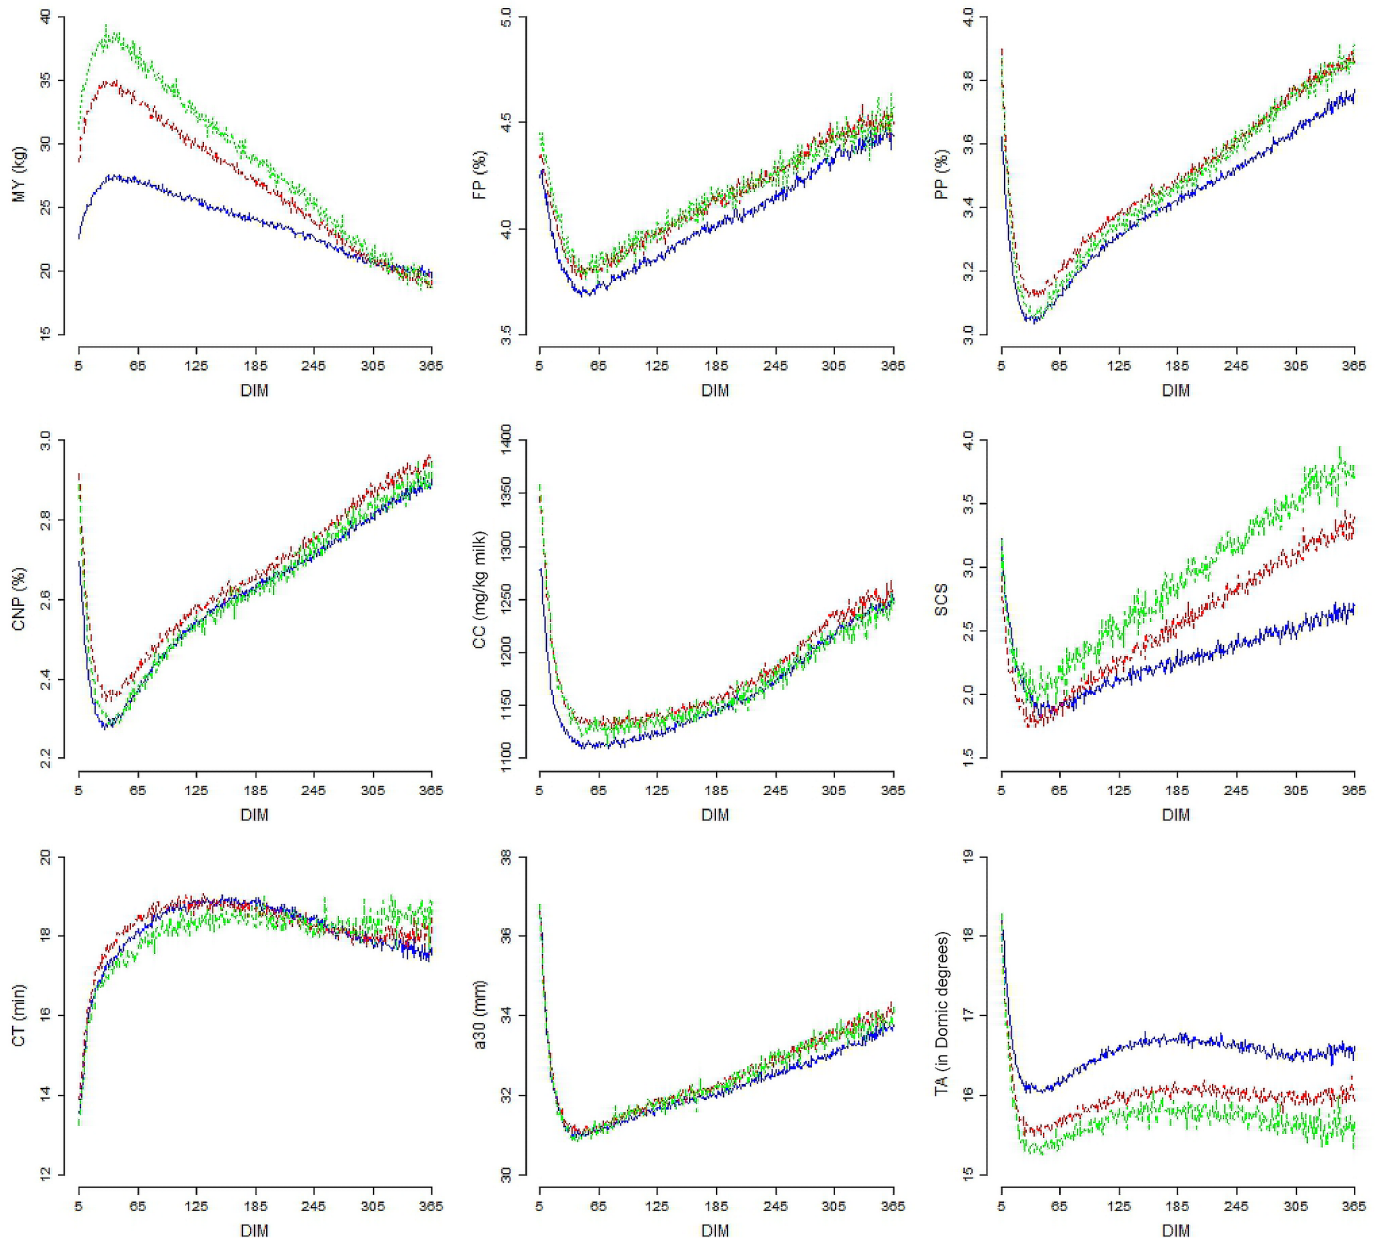 MY (kg)
40
35
30
25
20
15
5 65 125 185 245 305 365
DIM
FP (%)
5.0
4.5
4.0
3.5
5 65 125 185 245 305 365
DIM
PP (%)
4.0
3.8
3.6
3.4
3.2
3.0
5 65 125 185 245 305 365
DIM
CNP (%)
3.0
2.8
2.6
2.4
2.2
5 65 125 185 245 305 365
DIM
CC (mg/kg milk)
1400
1350
1300
1250
1200
1150
1100
5 65 125 185 245 305 365
DIM
SCS
4.0
3.5
3.0
2.5
2.0
1.5
5 65 125 185 245 305 365
DIM
CT (min)
20
18
16
14
12
5 65 125 185 245 305 365
DIM
a30 (mm)
38
36
34
32
30
5 65 125 185 245 305 365
DIM
TA (in Dornic degrees)
19
18
17
16
15
5 65 125 185 245 305 365
DIM